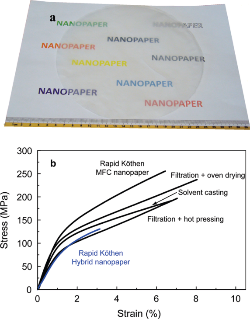 a
NANOPAPER NANOPAPER
NANOPAPER
NANOPAPER
NANOPAPER
NANOPAPER
NANOPAPER
NANOPAPER
NANOPAPER
NANOPAPER
b
300
250
200
150
100
50
0
Stress (MPa)
Rapid Köthen
MFC nanopaper
Filtration + oven drying
Solvent casting
Filtration + hot pressing
Rapid Köthen
Hybrid nanopaper
0 2 4 6 8 10
Strain (%)